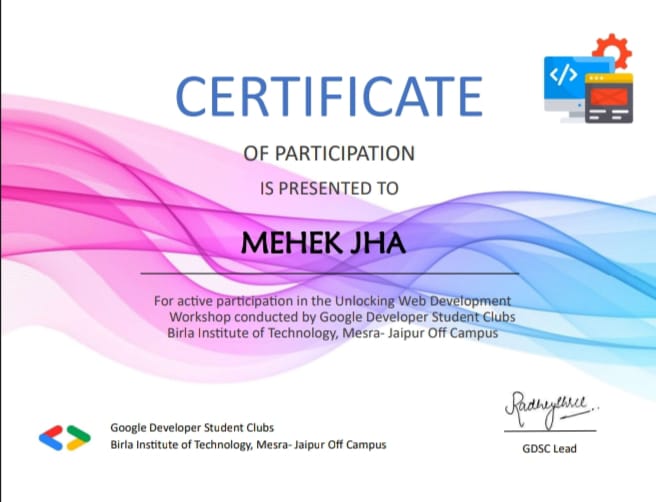 </>
CERTIFICATE
OF PARTICIPATION
IS PRESENTED TO
MEHEK JHA
For active participation in the Unlocking Web Development
Workshop conducted by Google Developer Student Clubs
Birla Institute of Technology, Mesra- Jaipur Off Campus
Radheyshree..
GDSC Lead
Google Developer Student Clubs
Birla Institute of Technology, Mesra- Jaipur Off Campus